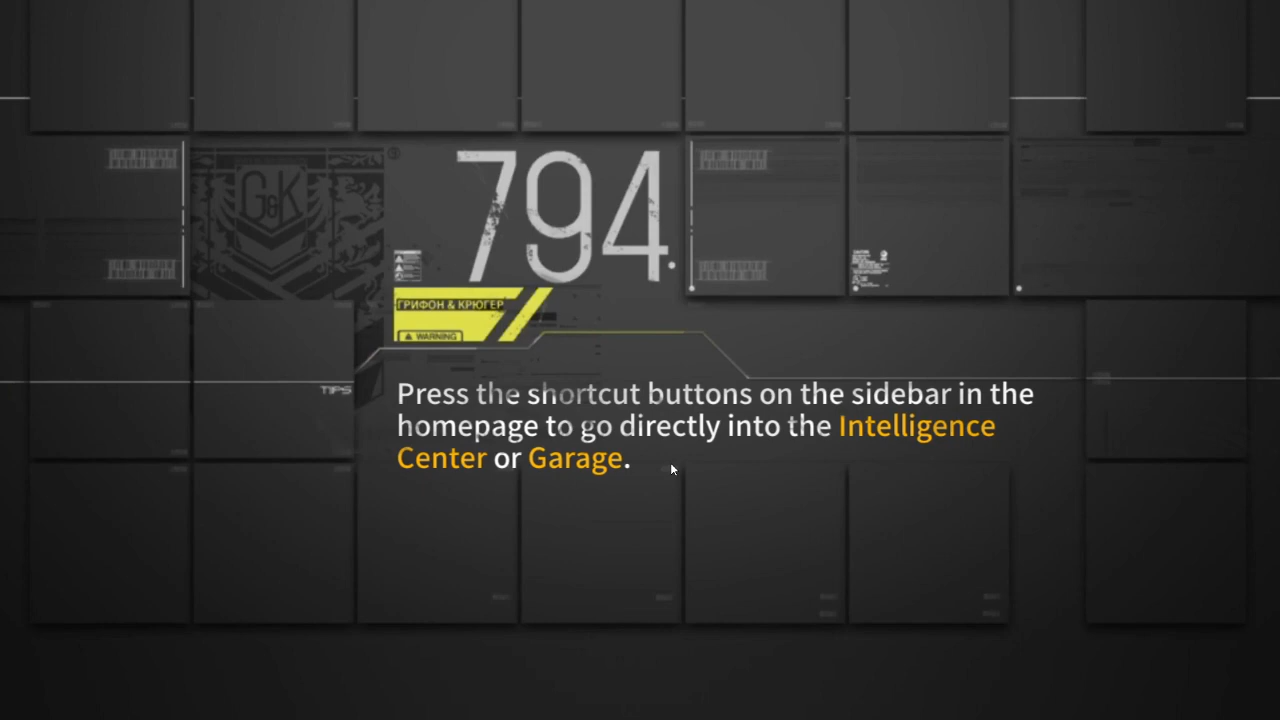 G&K
794.
ГРИФОН & КРЮГЕР
WARNING
TIPS
Press the shortcut buttons on the sidebar in the
homepage to go directly into the Intelligence
Center or Garage.